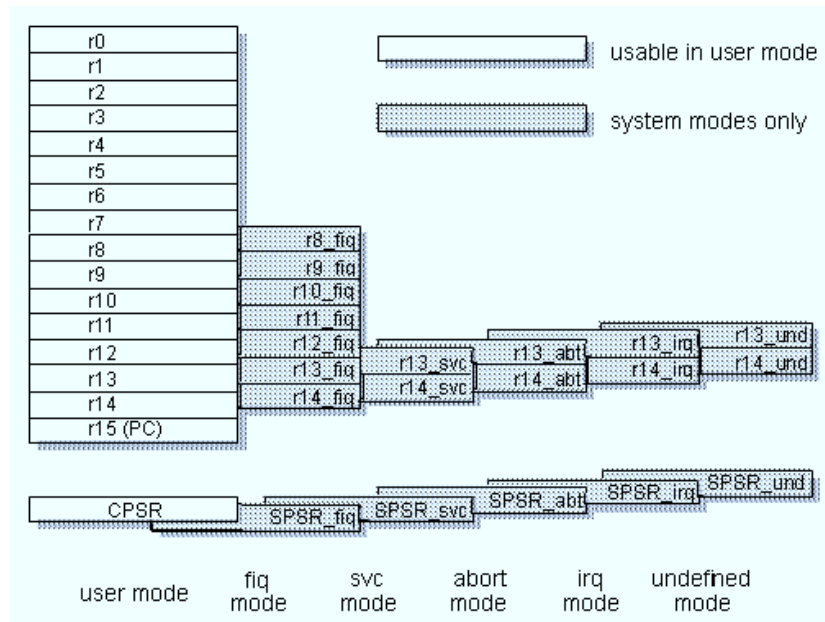 r0
r1
r2
r3
r4
r5
r6
r7
r8
r9
r10
r11
r12
r13
r14
r15 (PC)
usable in user mode
system modes only
r8_fiq
r9_fiq
r10_fiq
r11_fiq
r12_fiq
r13_fiq
r14_fiq
r13_svc
r14_svc
r13_abt
r14_abt
r13_irq
r14_irq
r13_und
r14_und
CPSR
SPSR_fiq
SPSR_svc
SPSR_abt
SPSR_irq
SPSR_und
user mode
fiq
mode
svc
mode
abort
mode
irq
mode
undefined
mode